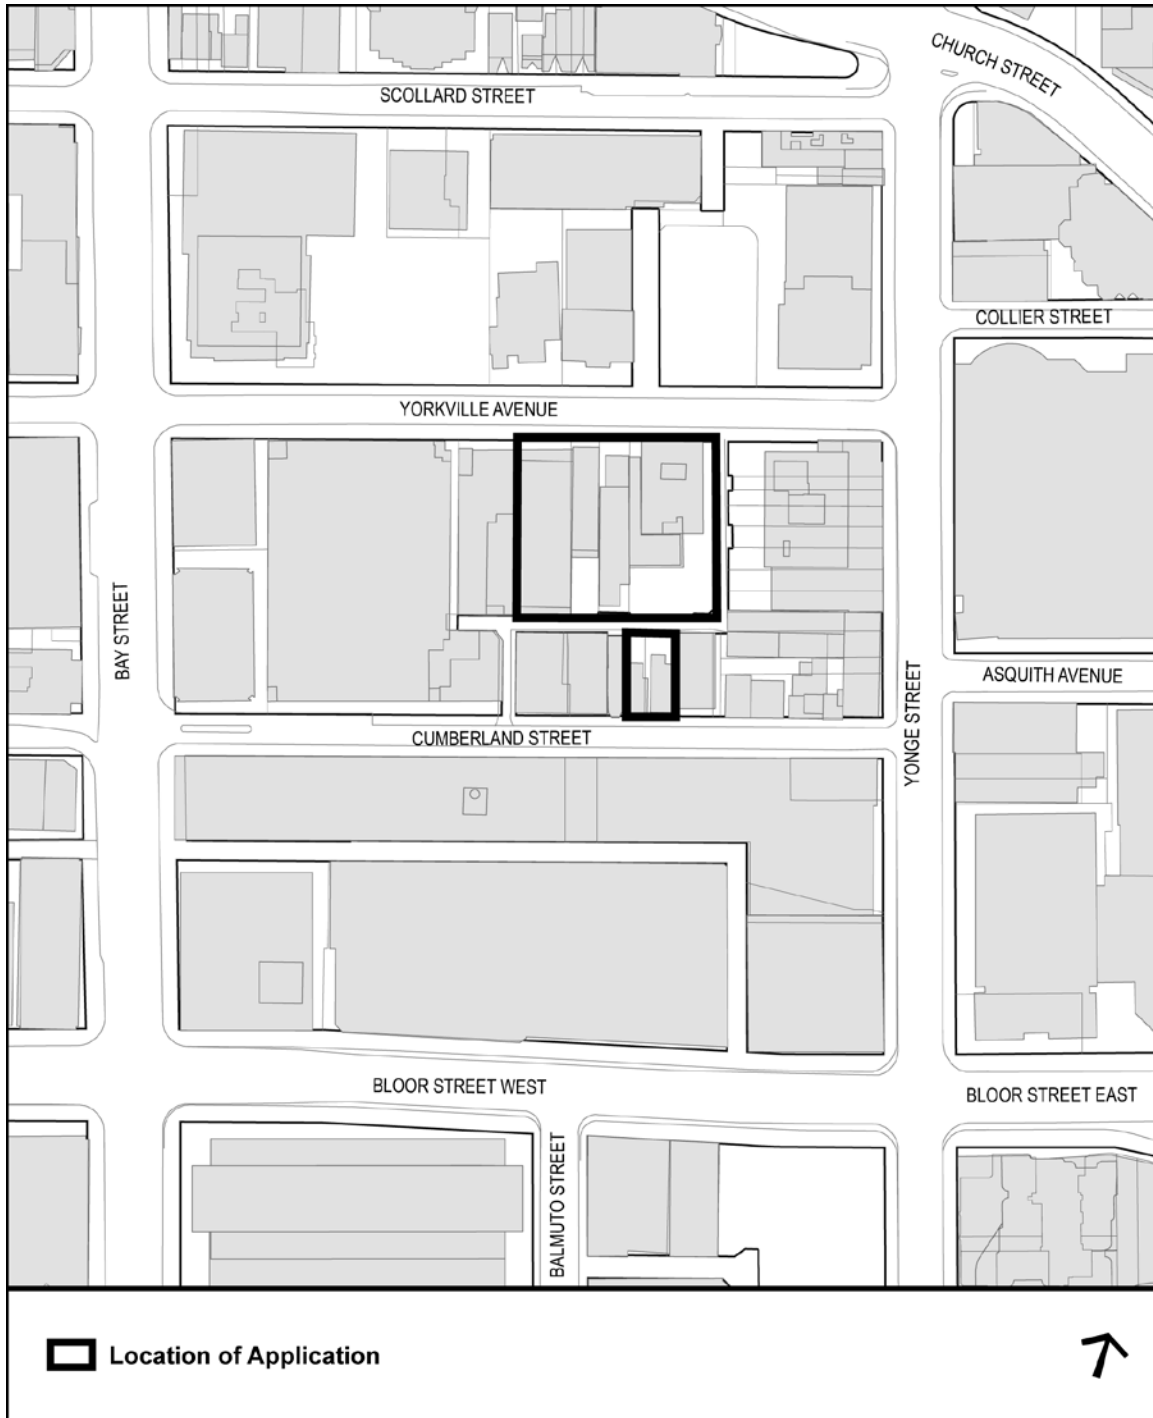 CHURCH STREET
SCOLLARD STREET
COLLIER STREET
YORKVILLE AVENUE
BAY STREET
ASQUITH AVENUE
YONGE STREET
CUMBERLAND STREET
BLOOR STREET WEST
BLOOR STREET EAST
BALMUTO STREET
Location of Application